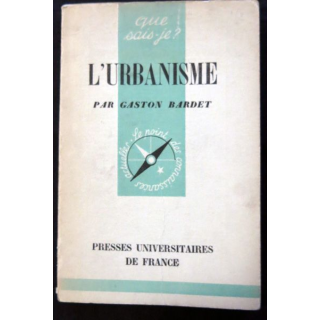 que
sais-je?
L'URBANISME
PAR GASTON BARDET
le point des connaissances actuelles
PRESSES UNIVERSITAIRES
DE FRANCE